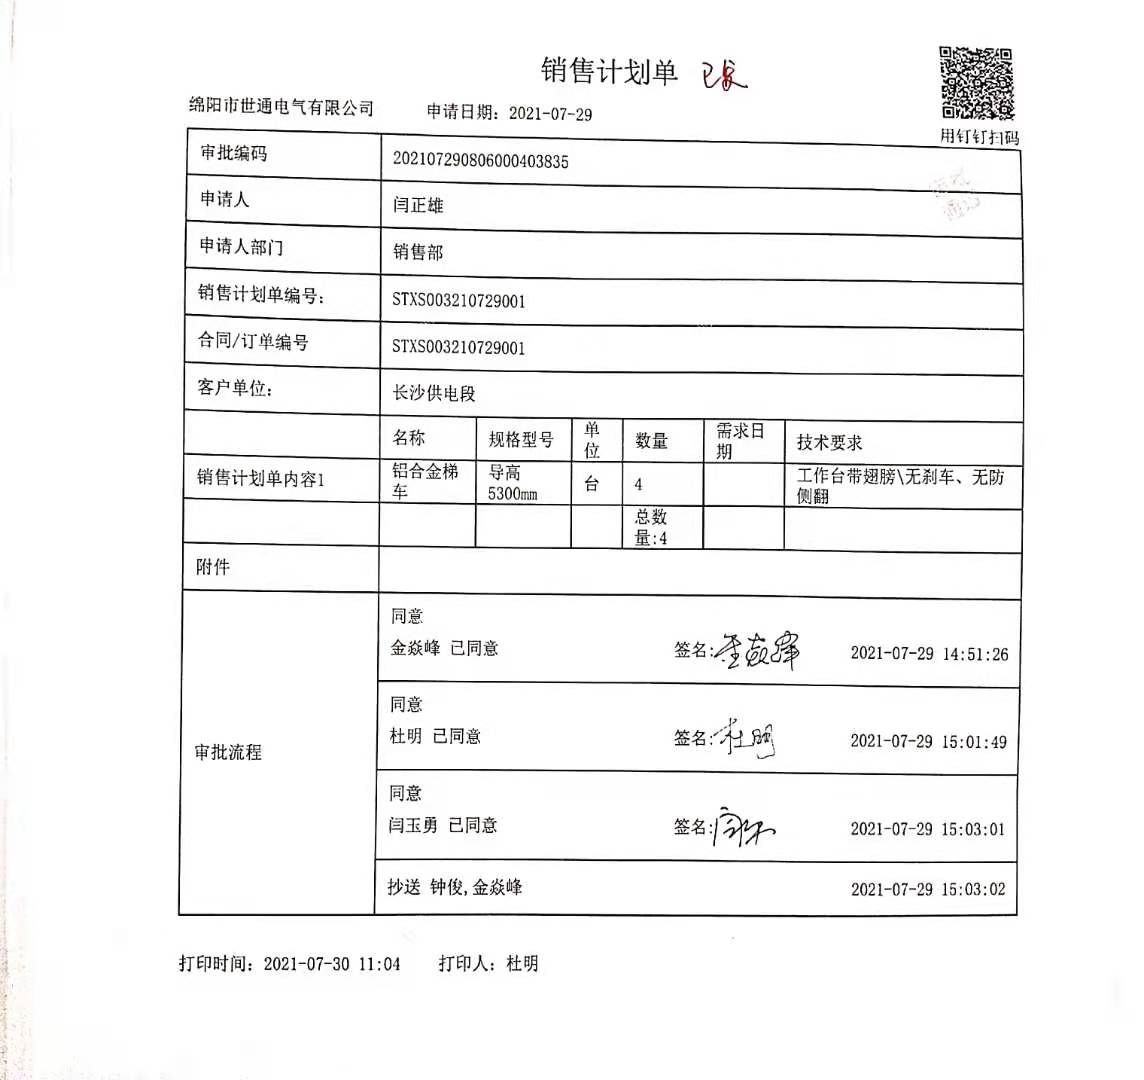 销售计划单 已发
绵阳市世通电气有限公司 申请日期：2021-07-29
用钉钉扫码
审批编码 202107290806000403835
申请人 闫正雄
申请人部门 销售部
销售计划单编号： STXS003210729001
合同/订单编号 STXS003210729001
客户单位： 长沙供电段
名称 规格型号 单位 数量 需求日期 技术要求
销售计划单内容1 铝合金梯车 导高5300mm 台 4 工作台带翅膀\无刹车、无防侧翻
总数量:4
附件
审批流程
同意
金焱峰 已同意 签名: 金焱峰 2021-07-29 14:51:26
同意
杜明 已同意 签名: 杜明 2021-07-29 15:01:49
同意
闫玉勇 已同意 签名: 2021-07-29 15:03:01
抄送 钟俊,金焱峰 2021-07-29 15:03:02
打印时间：2021-07-30 11:04 打印人：杜明